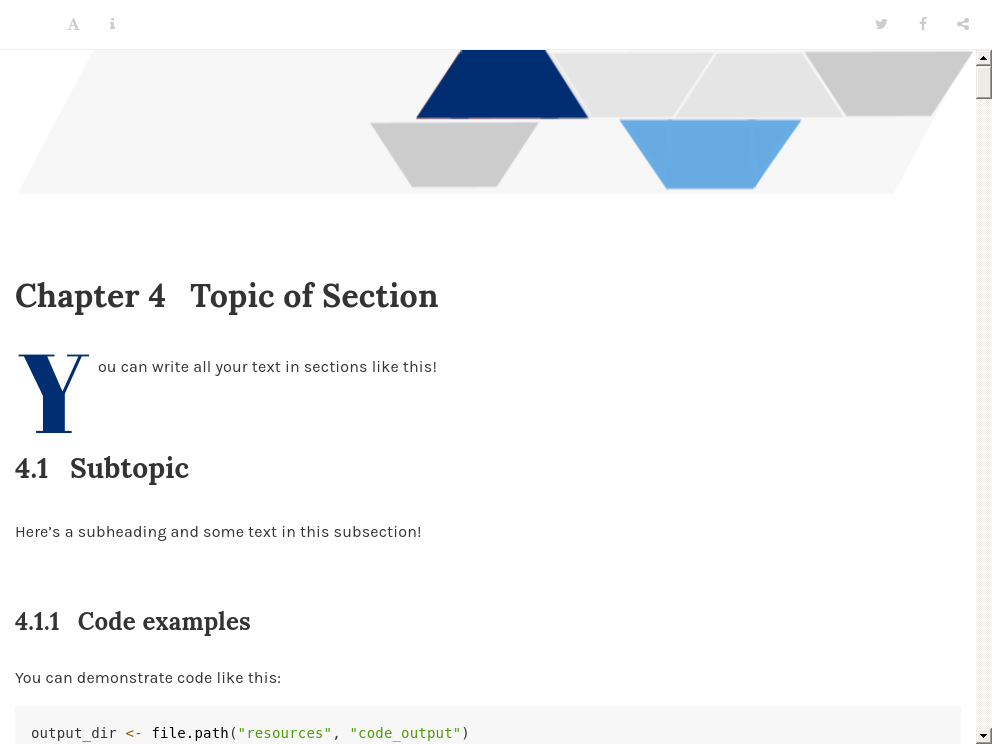 Chapter 4 Topic of Section
You can write all your text in sections like this!
4.1 Subtopic
Here’s a subheading and some text in this subsection!
4.1.1 Code examples
You can demonstrate code like this:
output_dir <- file.path("resources", "code_output")